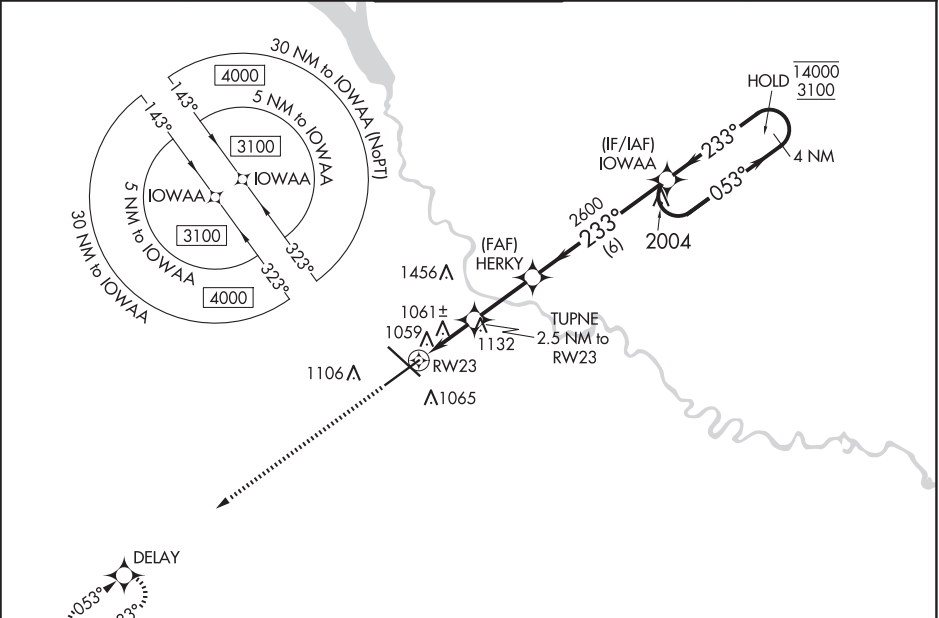 30 NM to IOWAA (NoPT)
4000
5 NM to IOWAA
3100
143°
143°
IOWAA
IOWAA
3100
5 NM to IOWAA
30 NM to IOWAA
4000
323°
323°
HOLD
14000
3100
(IF/IAF)
IOWAA
233°
053°
4 NM
2004
2600
233°
(6)
(FAF)
HERKY
1456
1061±
1059
1132
TUPNE
2.5 NM to
RW23
RW23
1106
1065
DELAY
053°